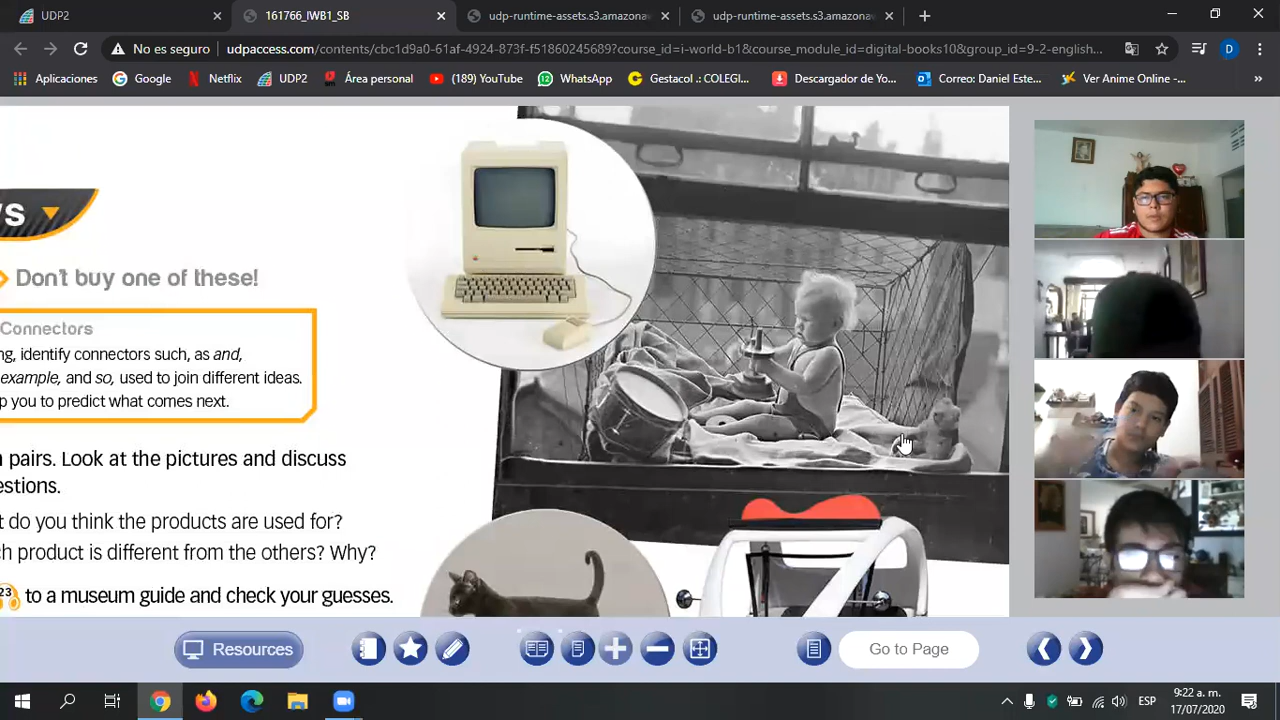 UDP2
161766_IWB1_SB
udp-runtime-assets.s3.amazonaw
udp-runtime-assets.s3.amazonaw
No es seguro
udpaccess.com/contents/cbc1d9a0-61af-4924-873f-f51860245689?course_id=i-world-b1&course_module_id=digital-books10&group_id=9-2-english...
D
Aplicaciones
Google
Netflix
UDP2
Área personal
(189) YouTube
WhatsApp
Gestacol .: COLEGI...
Descargador de Yo...
Correo: Daniel Este...
Ver Anime Online -...
»
Don't buy one of these!
Connectors
ng, identify connectors such, as and,
example, and so, used to join different ideas.
p you to predict what comes next.
n pairs. Look at the pictures and discuss
estions.
t do you think the products are used for?
ch product is different from the others? Why?
23 to a museum guide and check your guesses.
Resources
Go to Page
ESP
9:22 a. m.
17/07/2020